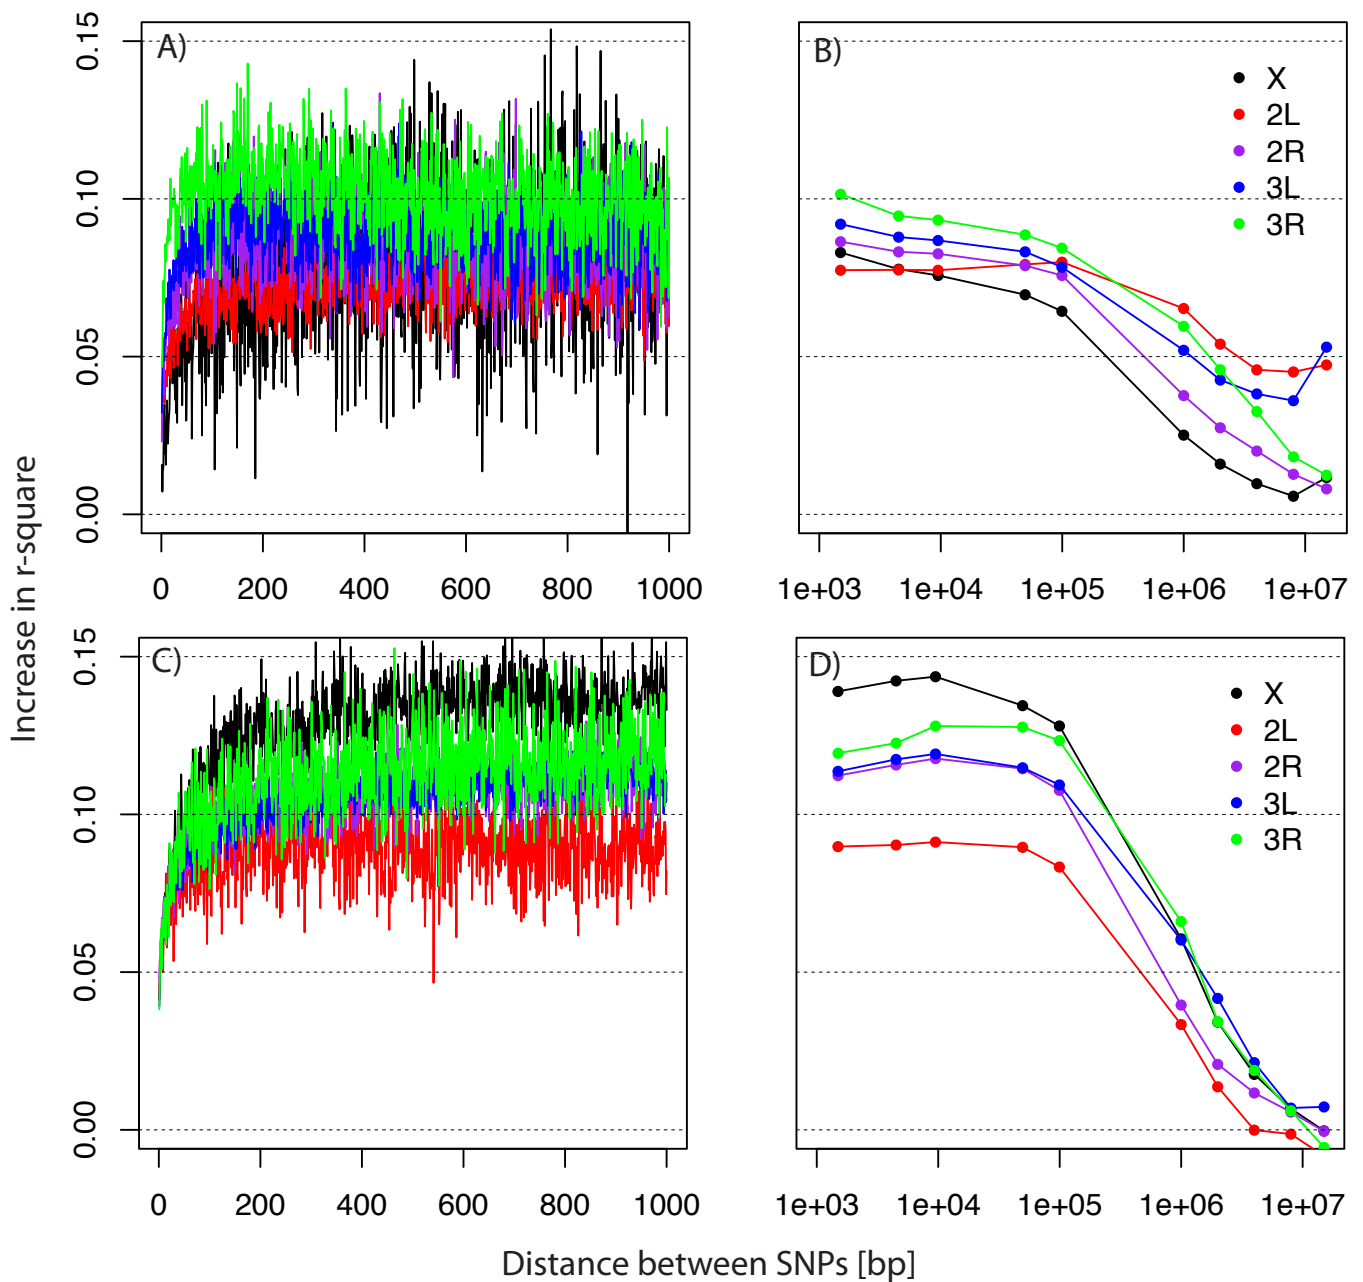 Increase in r-square
A)
0.15
0.10
0.05
0.00
0 200 400 600 800 1000
B)
X
2L
2R
3L
3R
1e+03 1e+04 1e+05 1e+06 1e+07
C)
0.15
0.10
0.05
0.00
0 200 400 600 800 1000
D)
X
2L
2R
3L
3R
1e+03 1e+04 1e+05 1e+06 1e+07
Distance between SNPs [bp]